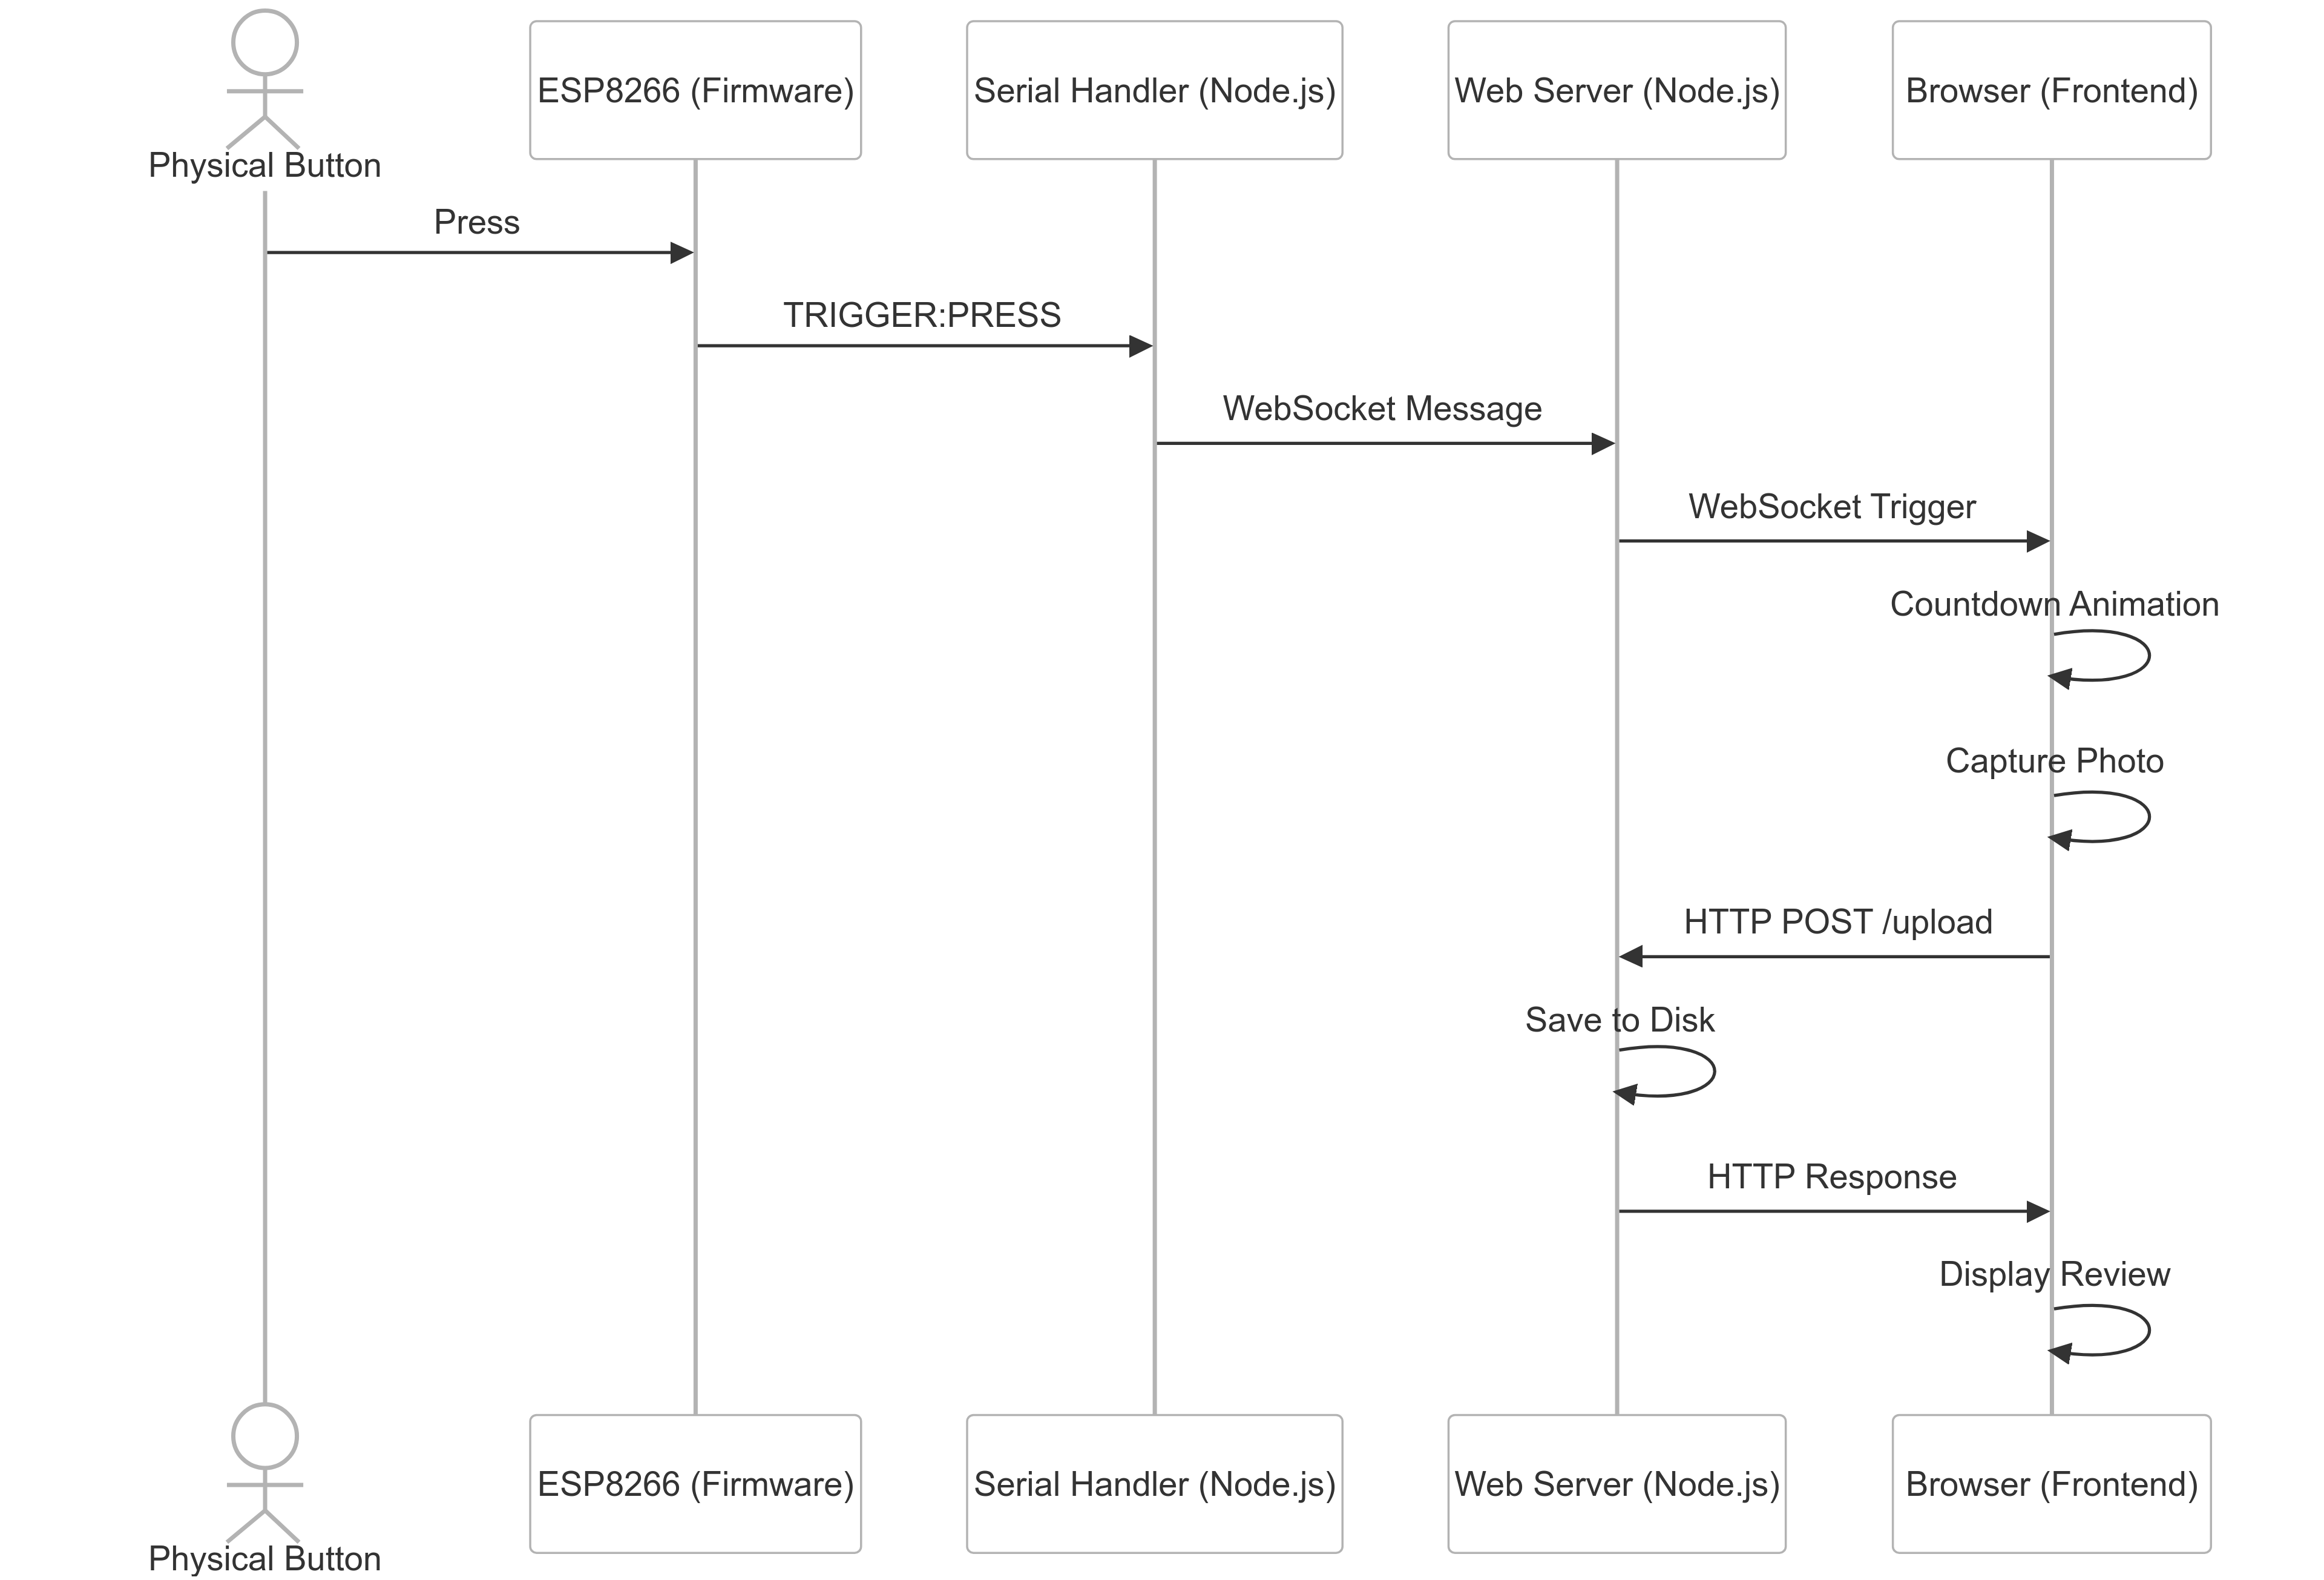 Physical Button
ESP8266 (Firmware)
Serial Handler (Node.js)
Web Server (Node.js)
Browser (Frontend)
Press
TRIGGER:PRESS
WebSocket Message
WebSocket Trigger
Countdown Animation
Capture Photo
HTTP POST /upload
Save to Disk
HTTP Response
Display Review
Physical Button
ESP8266 (Firmware)
Serial Handler (Node.js)
Web Server (Node.js)
Browser (Frontend)